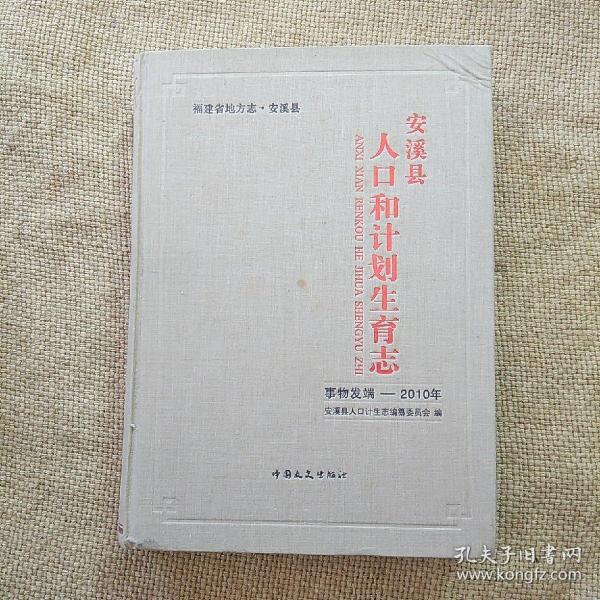 福建省地方志·安溪县
安溪县
人口和计划生育志
ANXI XIAN RENKOU HE JIHUA SHENGYU ZHI
事物发端 — 2010年
安溪县人口计生志编纂委员会 编
中国文史出版社
孔夫子旧书网
www.kongfz.com